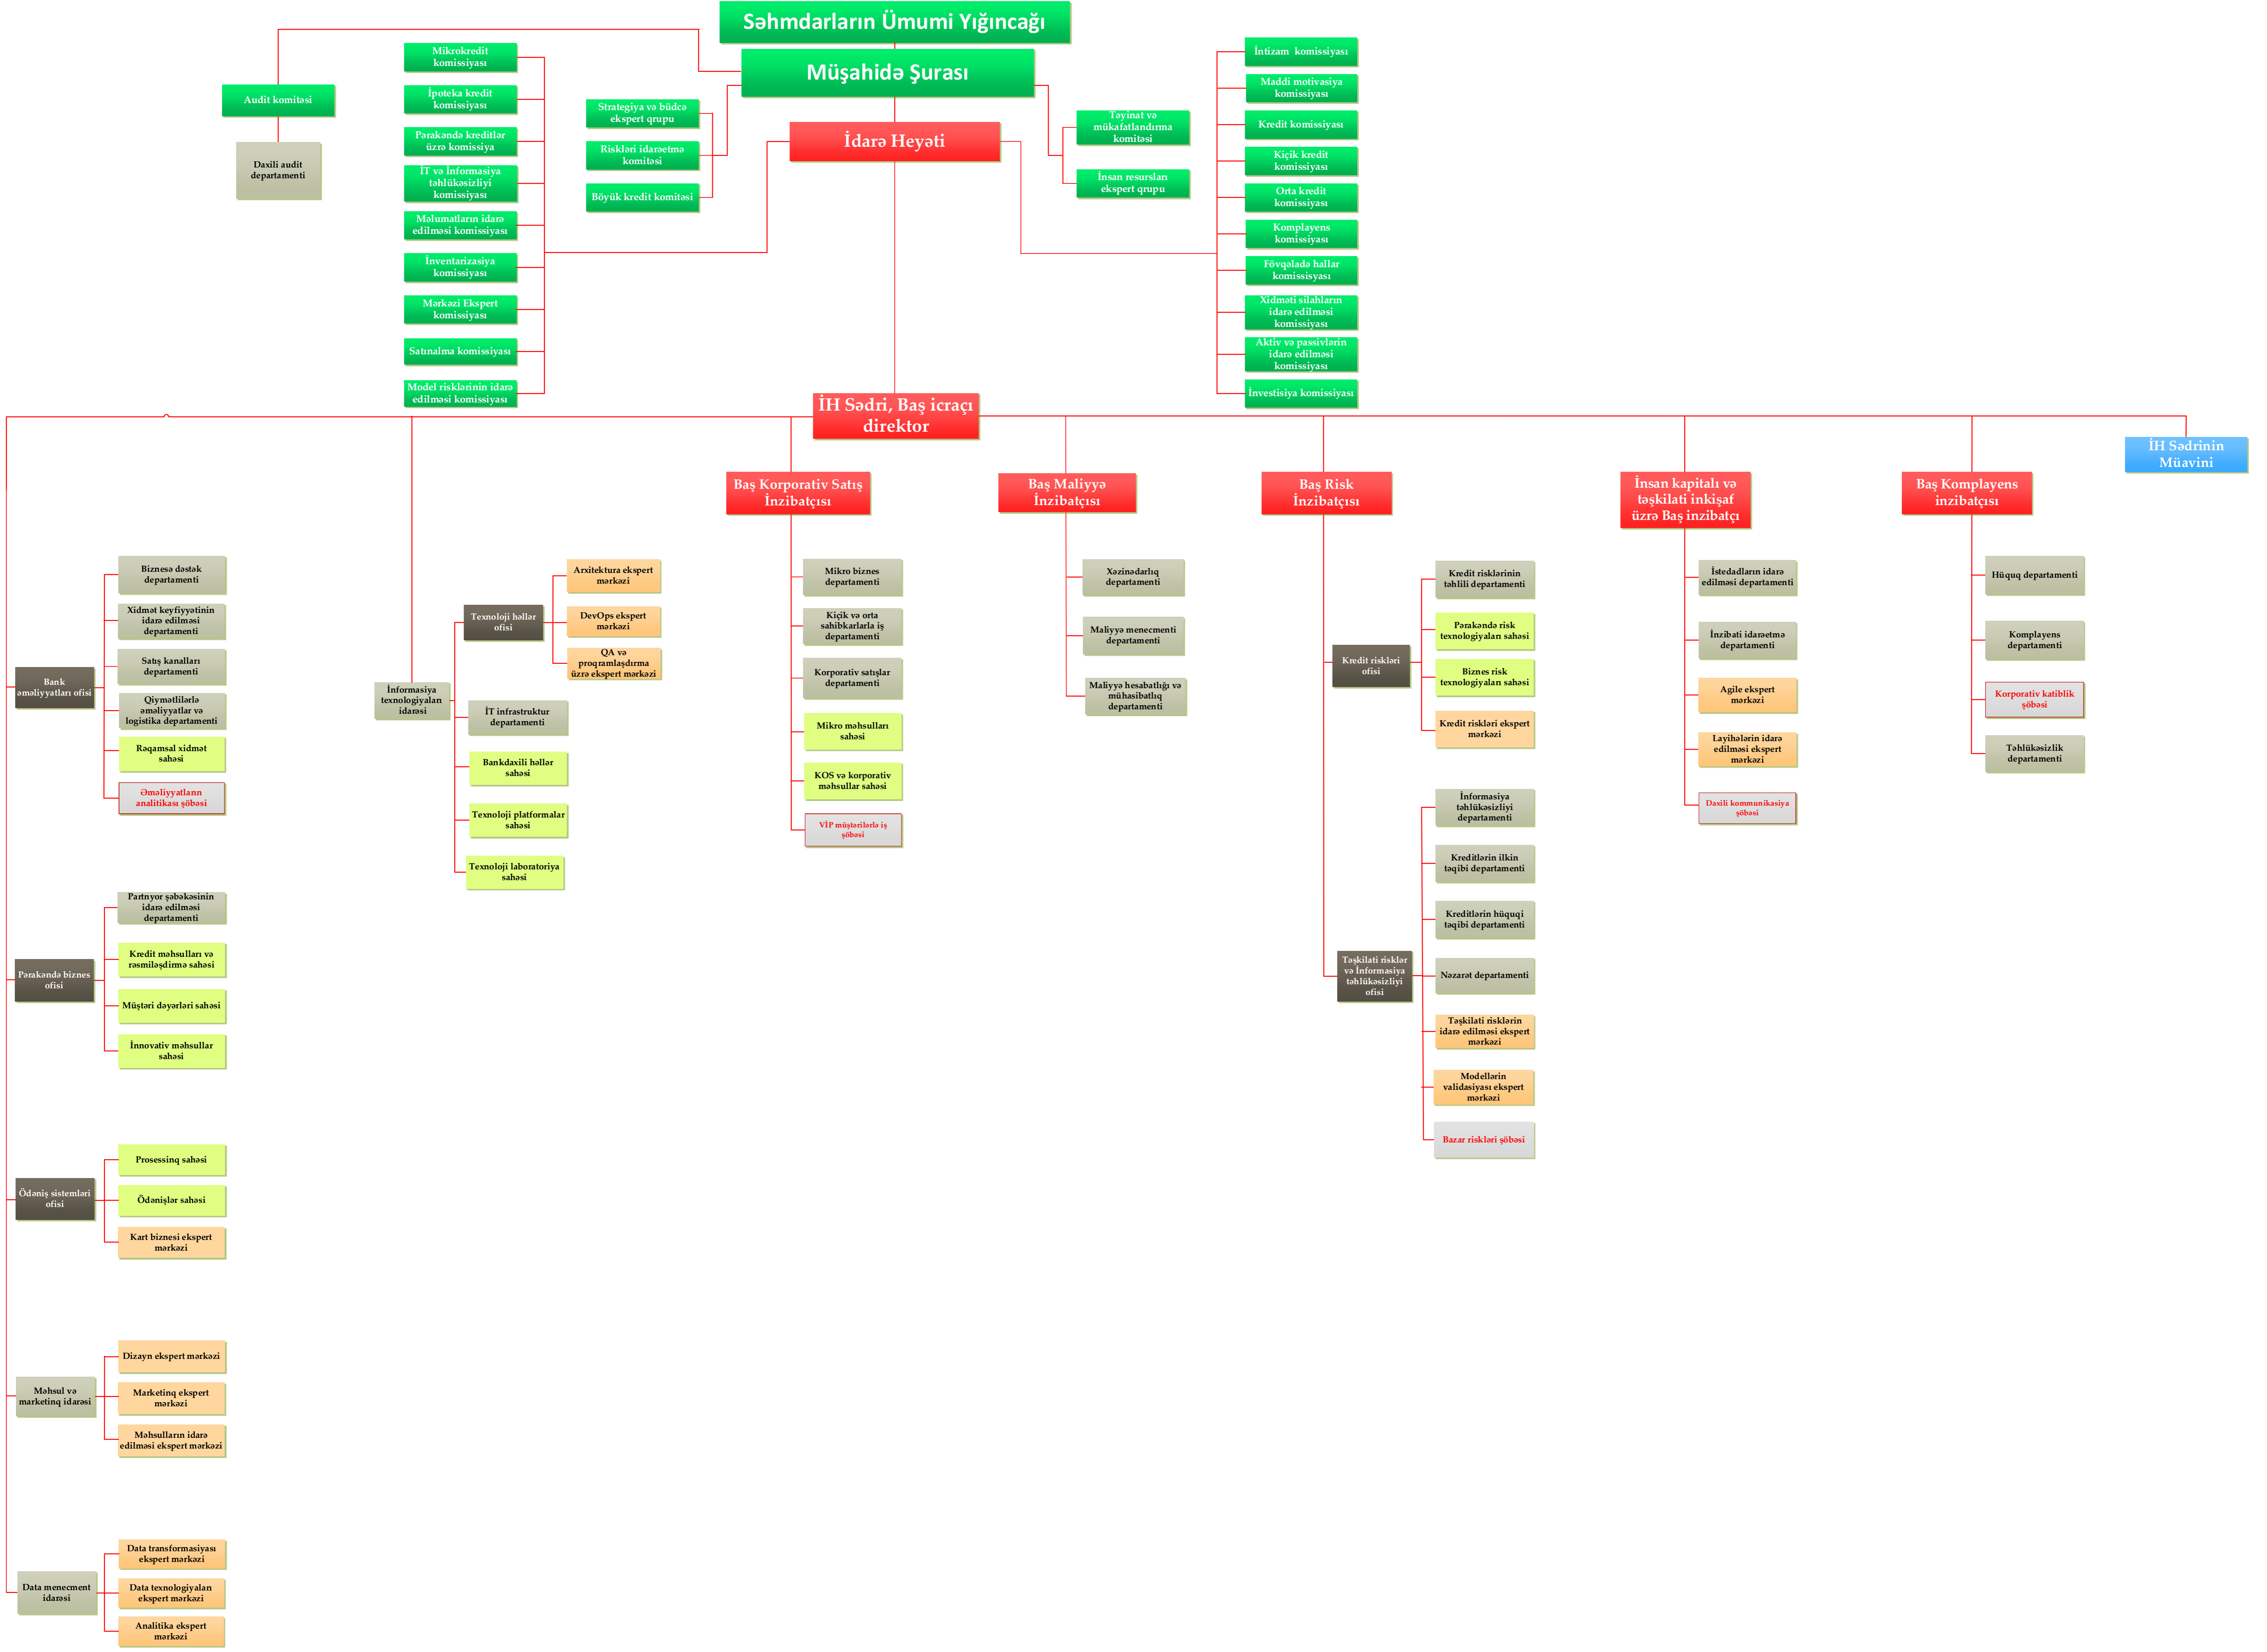 Səhmdarların Ümumi Yığıncağı
Müşahidə Şurası
İdarə Heyəti
Audit komitəsi
Daxili audit
departamenti
Mikrokredit
komissiyası
İpoteka kredit
komissiyası
Pərakəndə kreditlər
üzrə komissiya
İT və İnformasiya
təhlükəsizliyi
komissiyası
Məlumatların idarə
edilməsi komissiyası
İnventarizasiya
komissiyası
Mərkəzi Ekspert
komissiyası
Satınalma komissiyası
Model risklərinin idarə
edilməsi komissiyası
Strategiya və büdcə
ekspert qrupu
Riskləri idarəetmə
komitəsi
Böyük kredit komitəsi
Təyinat və
mükafatlandırma
komitəsi
İnsan resursları
ekspert qrupu
İntizam komissiyası
Maddi motivasiya
komissiyası
Kredit komissiyası
Kiçik kredit
komissiyası
Orta kredit
komissiyası
Komplayens
komissiyası
Fövqəladə hallar
komissisyası
Xidməti silahların
idarə edilməsi
komissiyası
Aktiv və passivlərin
idarə edilməsi
komissiyası
İnvestisiya komissiyası
İH Sədri, Baş icraçı
direktor
İH Sədrinin
Müavini
Bank
əməliyyatları ofisi
Biznesə dəstək
departamenti
Xidmət keyfiyyətinin
idarə edilməsi
departamenti
Satış kanalları
departamenti
Qiymətlilərlə
əməliyyatlar və
logistika departamenti
Rəqəmsal xidmət
sahəsi
Əməliyyatların
analitikası şöbəsi
Pərakəndə biznes
ofisi
Partnyor şəbəkəsinin
idarə edilməsi
departamenti
Kredit məhsulları və
rəsmiləşdirmə sahəsi
Müştəri dəyərləri sahəsi
İnnovativ məhsullar
sahəsi
Ödəniş sistemləri
ofisi
Prosessinq sahəsi
Ödənişlər sahəsi
Kart biznesi ekspert
mərkəzi
Məhsul və
marketinq idarəsi
Dizayn ekspert mərkəzi
Marketinq ekspert
mərkəzi
Məhsulların idarə
edilməsi ekspert mərkəzi
Data menecment
idarəsi
Data transformasiyası
ekspert mərkəzi
Data texnologiyaları
ekspert mərkəzi
Analitika ekspert
mərkəzi
İnformasiya
texnologiyaları
idarəsi
Texnoloji həllər
ofisi
Arxitektura ekspert
mərkəzi
DevOps ekspert
mərkəzi
QA və
proqramlaşdırma
üzrə ekspert mərkəzi
İT infrastruktur
departamenti
Bankdaxili həllər
sahəsi
Texnoloji platformalar
sahəsi
Texnoloji laboratoriya
sahəsi
Baş Korporativ Satış
İnzibatçısı
Mikro biznes
departamenti
Kiçik və orta
sahibkarlarla iş
departamenti
Korporativ satışlar
departamenti
Mikro məhsulları
sahəsi
KOS və korporativ
məhsullar sahəsi
VİP müştərilərlə iş
şöbəsi
Baş Maliyyə
İnzibatçısı
Xəzinədarlıq
departamenti
Maliyyə menecmenti
departamenti
Maliyyə hesabatlığı və
mühasibatlıq
departamenti
Baş Risk
İnzibatçısı
Kredit riskləri
ofisi
Kredit risklərinin
təhlili departamenti
Pərakəndə risk
texnologiyaları sahəsi
Biznes risk
texnologiyaları sahəsi
Kredit riskləri ekspert
mərkəzi
Təşkilati risklər
və İnformasiya
təhlükəsizliyi
ofisi
İnformasiya
təhlükəsizliyi
departamenti
Kreditlərin ilkin
təqibi departamenti
Kreditlərin hüquqi
təqibi departamenti
Nəzarət departamenti
Təşkilati risklərin
idarə edilməsi ekspert
mərkəzi
Modellərin
validasiyası ekspert
mərkəzi
Bazar riskləri şöbəsi
İnsan kapitalı və
təşkilati inkişaf
üzrə Baş inzibatçı
İstedadların idarə
edilməsi departamenti
İnzibati idarəetmə
departamenti
Agile ekspert
mərkəzi
Layihələrin idarə
edilməsi ekspert
mərkəzi
Daxili kommunikasiya
şöbəsi
Baş Komplayens
inzibatçısı
Hüquq departamenti
Komplayens
departamenti
Korporativ katiblik
şöbəsi
Təhlükəsizlik
departamenti